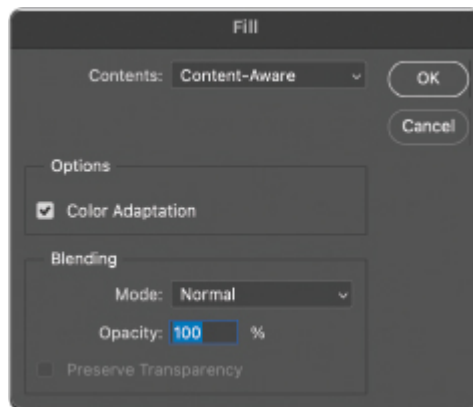 Fill
Contents: Content-Aware
OK
Cancel
Options
Color Adaptation
Blending
Mode: Normal
Opacity: 100 %
Preserve Transparency